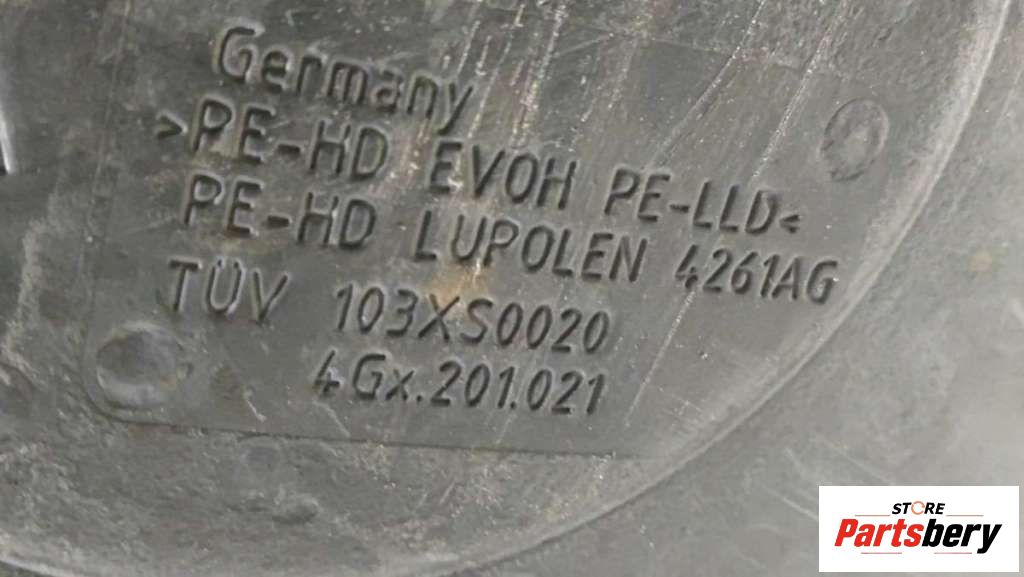 Germany
>PE-HD EVOH PE-LLD<
PE-HD LUPOLEN 4261AG
TÜV 103XS0020
4Gx.201.021
STORE
Partsbery